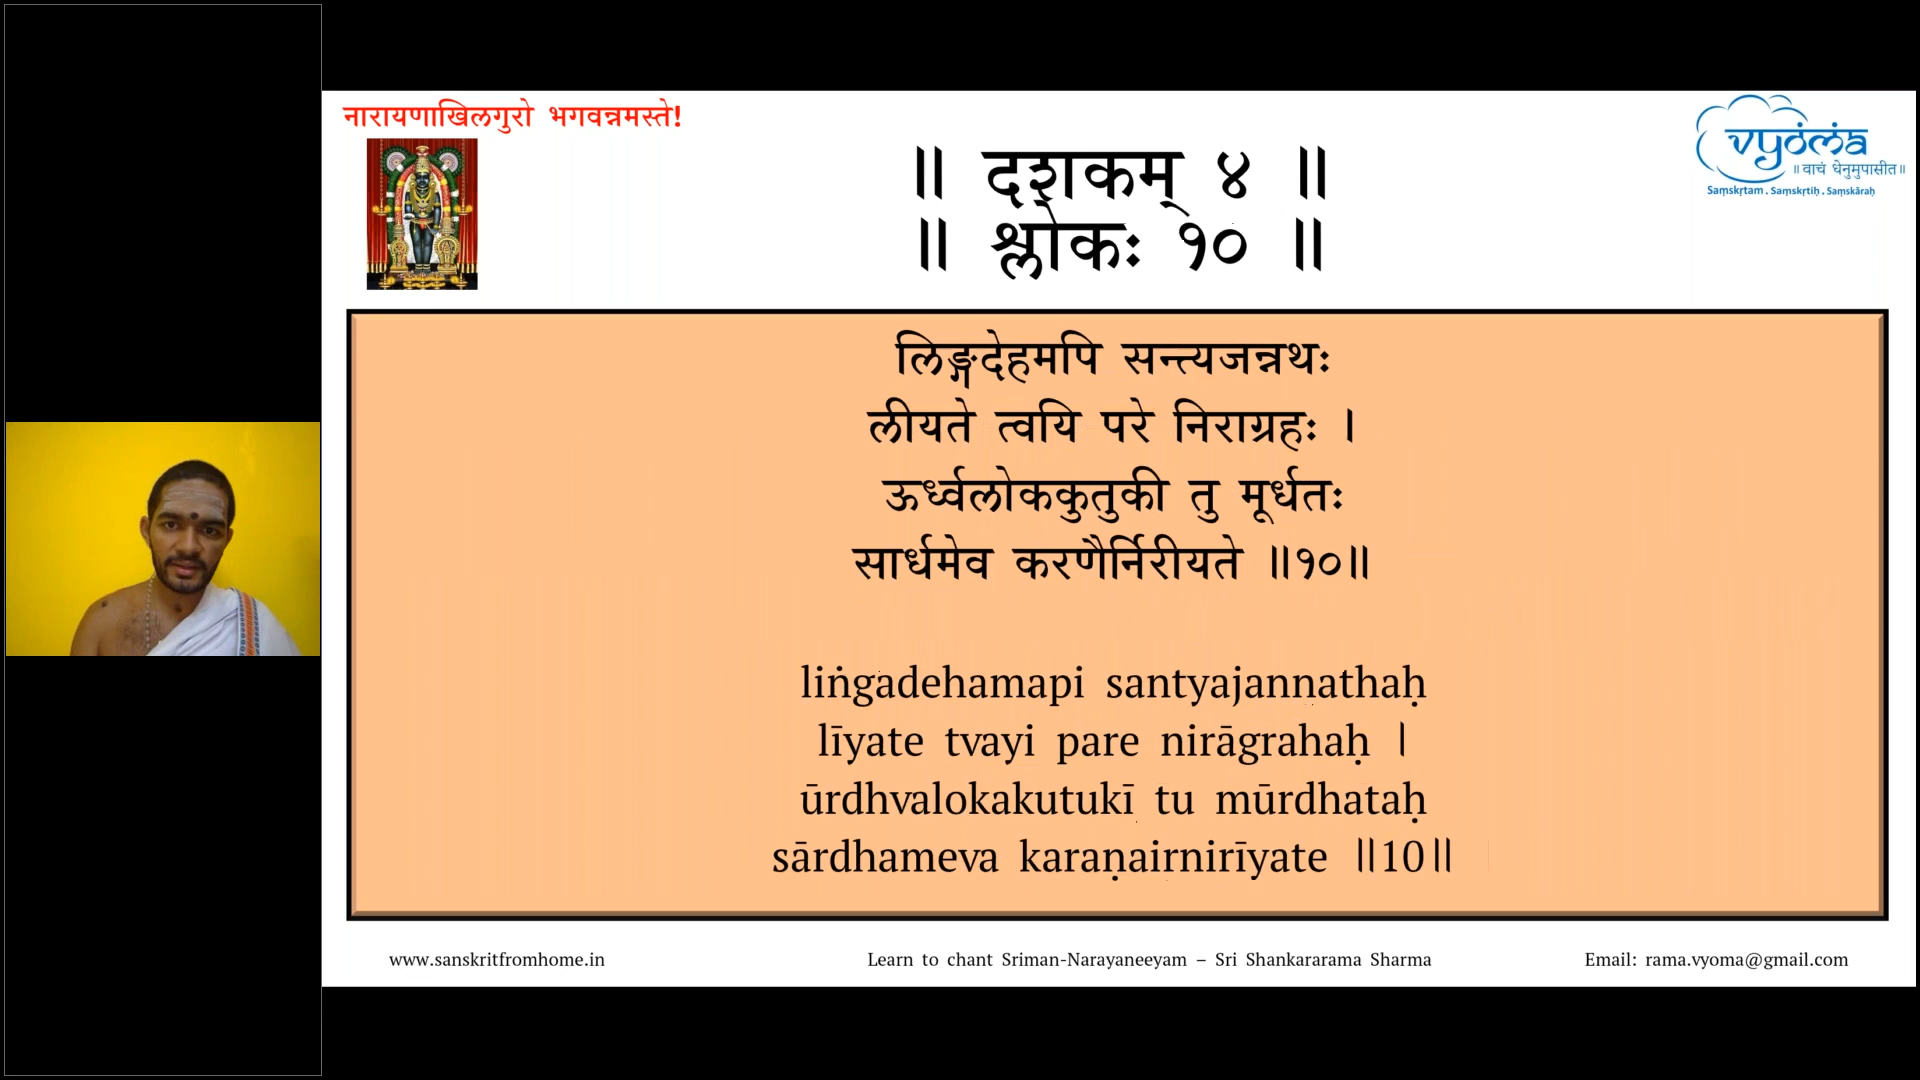 नारायणाखिलगुरो भगवन्नमस्ते!
vyoma
॥ वाचं धेनुमुपासीत॥
Saṃskṛtam . Saṃskṛtiḥ . Saṃskāraḥ
॥ दशकम् ४ ॥
॥ श्लोकः १० ॥
लिङ्गदेहमपि सन्त्यजन्नथः
लीयते त्वयि परे निराग्रहः ।
ऊर्ध्वलोककुतुकी तु मूर्धतः
सार्धमेव करणैर्निरीयते ॥१०॥
liṅgadehamapi santyajannathaḥ
līyate tvayi pare nirāgrahaḥ |
ūrdhvalokakutukī tu mūrdhataḥ
sārdhameva karaṇairnirīyate ||10||
www.sanskritfromhome.in
Learn to chant Sriman-Narayaneeyam – Sri Shankararama Sharma
Email: rama.vyoma@gmail.com